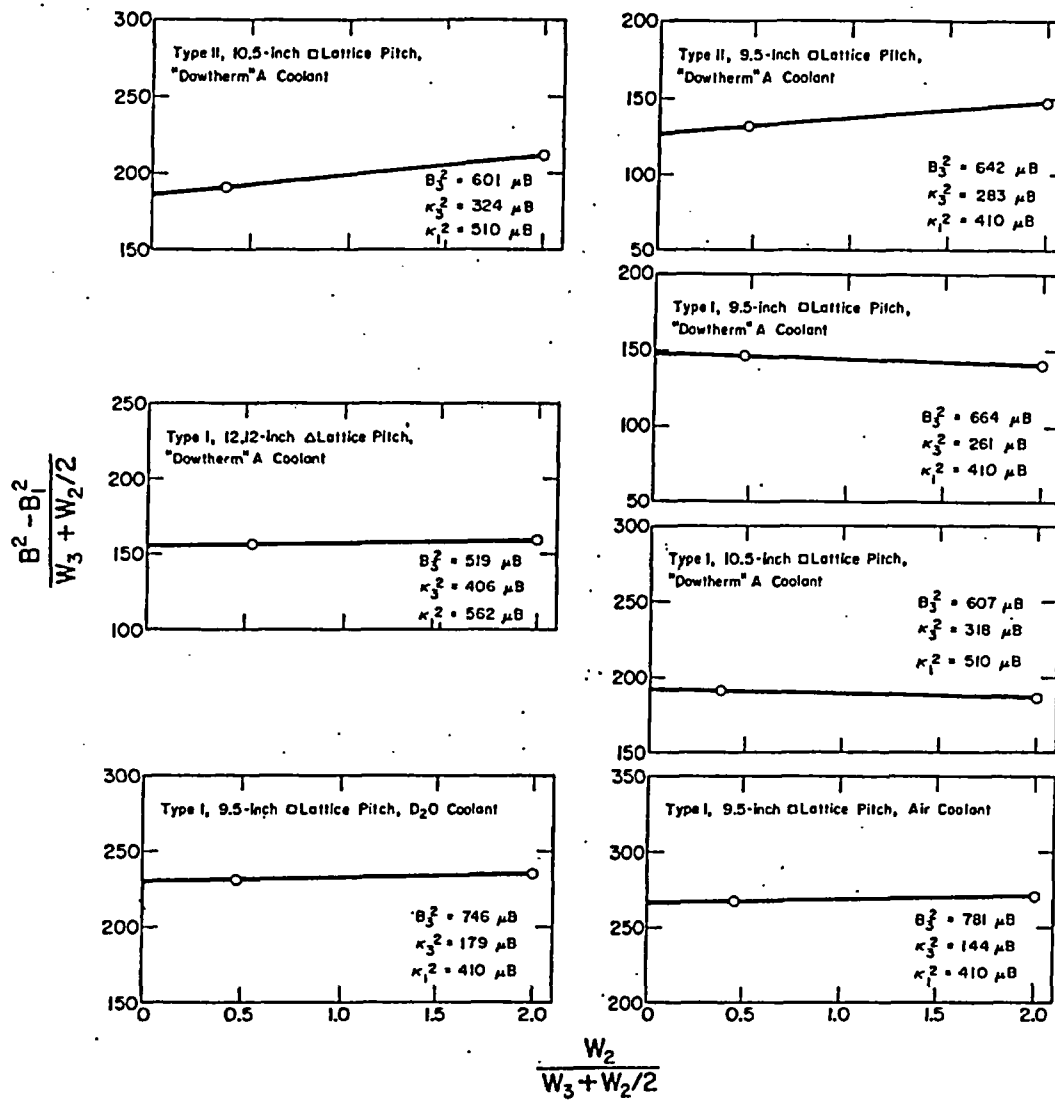 300
250
200
150
Type II, 10.5-inch □ Lattice Pitch,
"Dowtherm" A Coolant
B₃² = 601 μB
κ₃² = 324 μB
κ₁² = 510 μB
200
150
100
50
Type II, 9.5-inch □ Lattice Pitch,
"Dowtherm" A Coolant
B₃² = 642 μB
κ₃² = 283 μB
κ₁² = 410 μB
200
150
100
50
Type I, 9.5-inch □ Lattice Pitch,
"Dowtherm" A Coolant
B₃² = 664 μB
κ₃² = 261 μB
κ₁² = 410 μB
250
200
150
100
Type I, 12.12-inch △ Lattice Pitch,
"Dowtherm" A Coolant
B₃² = 519 μB
κ₃² = 406 μB
κ₁² = 562 μB
B² - B₁²
W₃ + W₂/2
300
250
200
150
Type I, 10.5-inch □ Lattice Pitch,
"Dowtherm" A Coolant
B₃² = 607 μB
κ₃² = 318 μB
κ₁² = 510 μB
300
250
200
150
Type I, 9.5-inch □ Lattice Pitch, D₂O Coolant
B₃² = 746 μB
κ₃² = 179 μB
κ₁² = 410 μB
0 0.5 1.0 1.5 2.0
350
300
250
200
Type I, 9.5-inch □ Lattice Pitch, Air Coolant
B₃² = 781 μB
κ₃² = 144 μB
κ₁² = 410 μB
0 0.5 1.0 1.5 2.0
W₂
W₃ + W₂/2